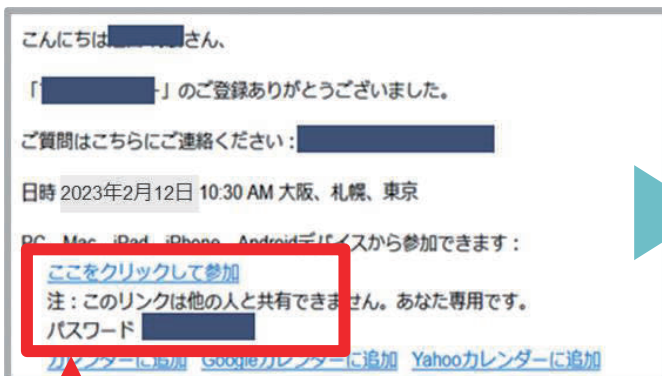 こんにちは さん、
「 」のご登録ありがとうございました。
ご質問はこちらにご連絡ください:
日時 2023年2月12日 10:30 AM 大阪、札幌、東京
PC、Mac、iPad、iPhone、Androidデバイスから参加できます:
ここをクリックして参加
注:このリンクは他の人と共有できません。あなた専用です。
パスワード
カレンダーに追加 Googleカレンダーに追加 Yahooカレンダーに追加